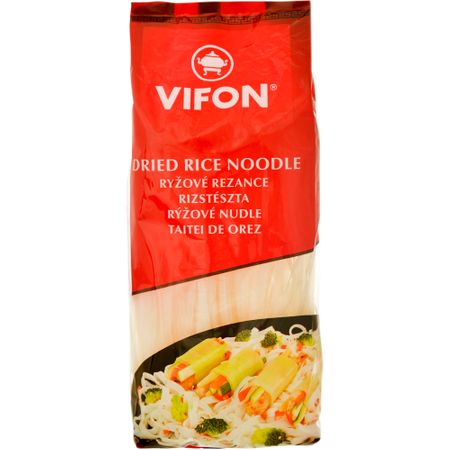 VIFON®
DRIED RICE NOODLE
RYŽOVÉ REZANCE
RIZSTÉSZTA
RÝŽOVÉ NUDLE
TAITEI DE OREZ